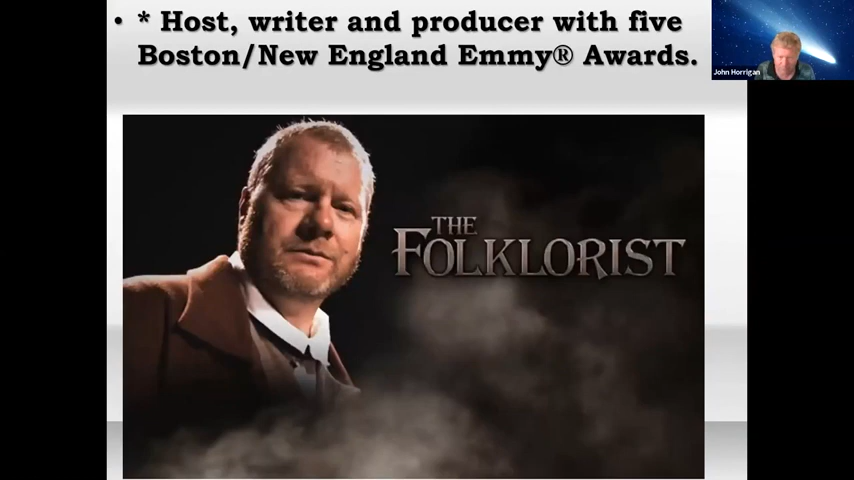 • * Host, writer and producer with five
Boston/New England Emmy® Awards.
John Horrigan
THE
FOLKLORIST